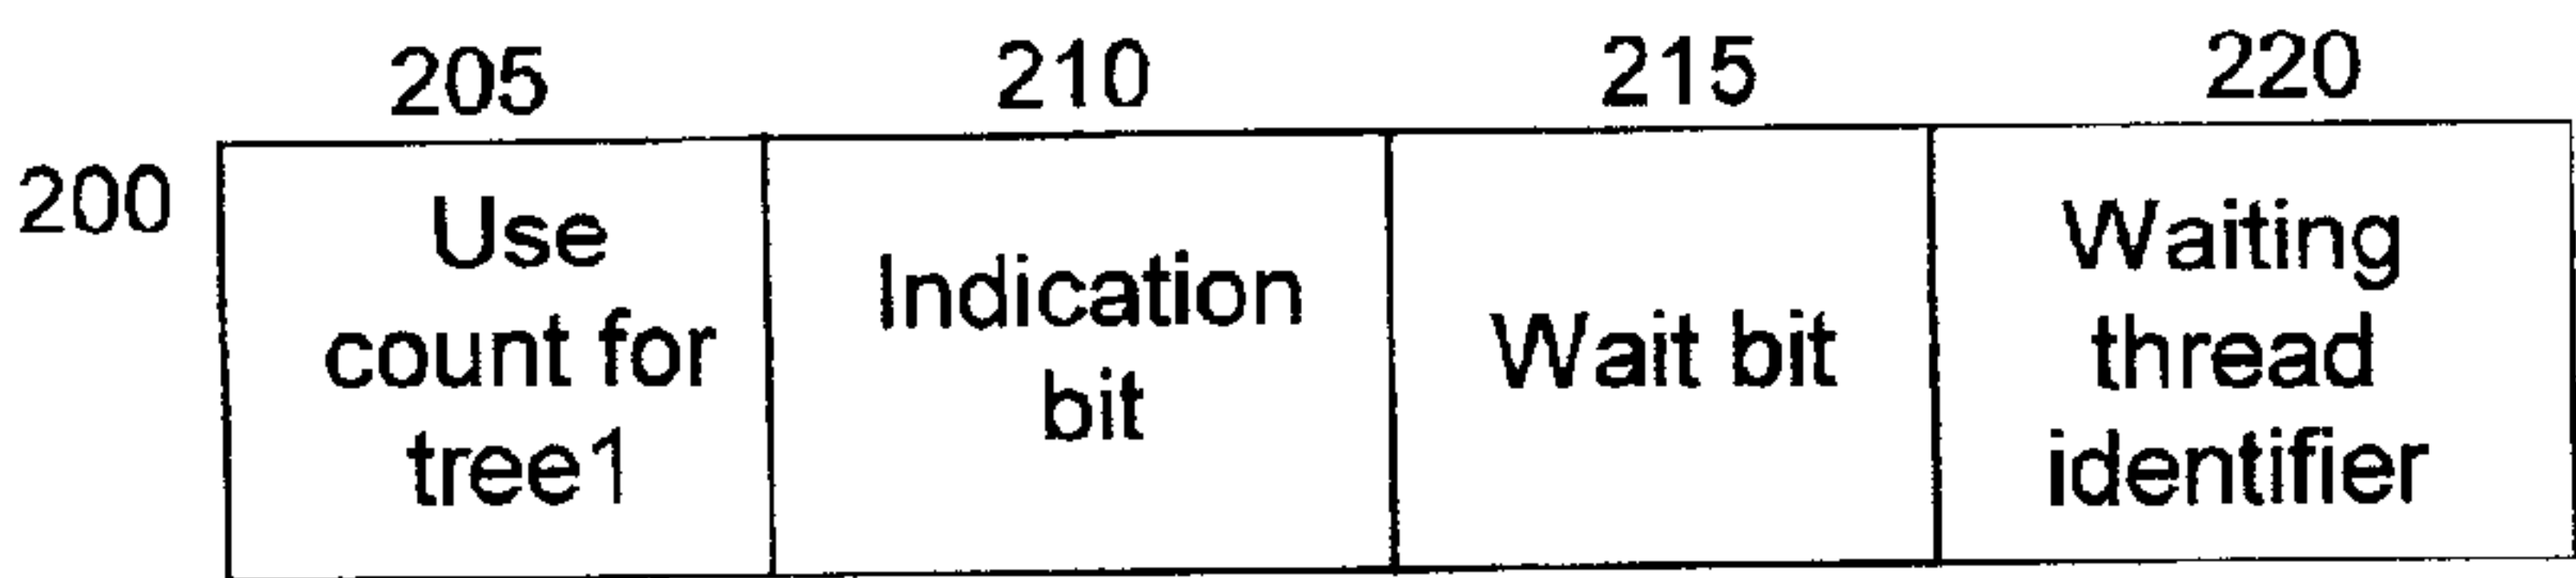 205 210 215 220
200
Use
count for
tree1
Indication
bit
Wait bit
Waiting
thread
identifier